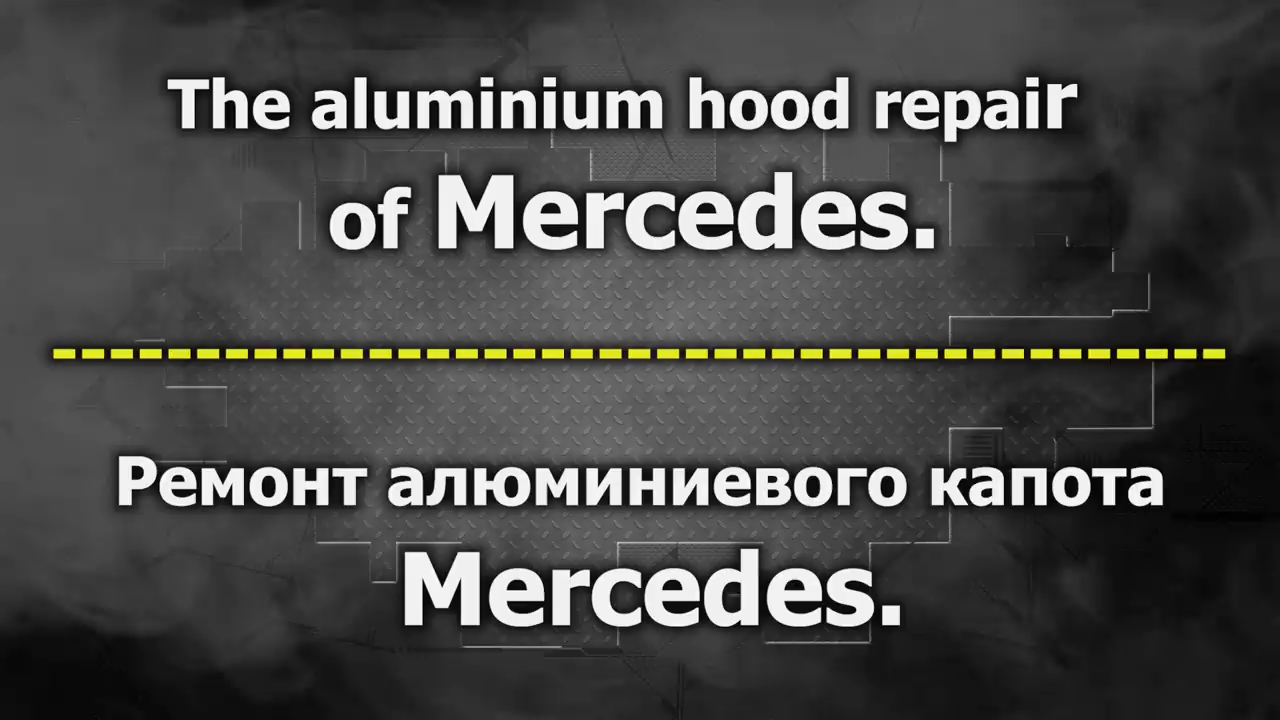 The aluminium hood repair
of Mercedes.
Ремонт алюминиевого капота
Mercedes.